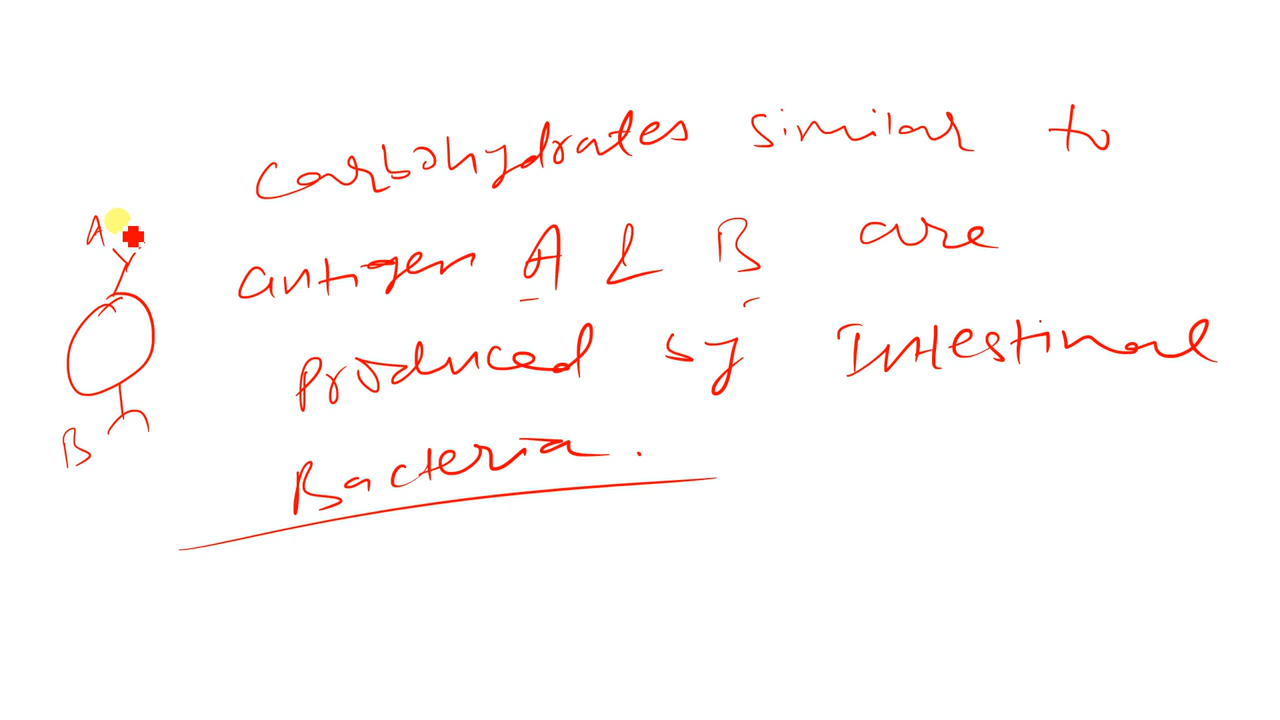 A
B
Carbohydrates similar to
antigen A & B are
produced by Intestinal
Bacteria.